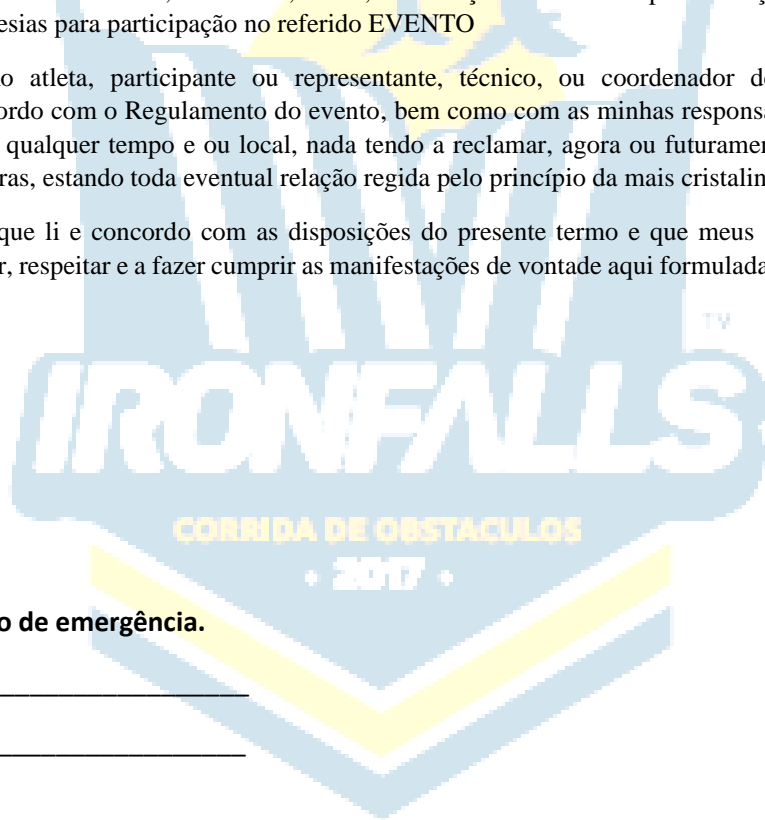 esias para participação no referido EVENTO
o atleta, participante ou representante, técnico, ou coordenador de
ordo com o Regulamento do evento, bem como com as minhas responsa
qualquer tempo e ou local, nada tendo a reclamar, agora ou futuramen
ras, estando toda eventual relação regida pelo princípio da mais cristalin
que li e concordo com as disposições do presente termo e que meus
r, respeitar e a fazer cumprir as manifestações de vontade aqui formulada
TM
IRONFALLS
CORRIDA DE OBSTACULOS
• 2017 •
o de emergência.